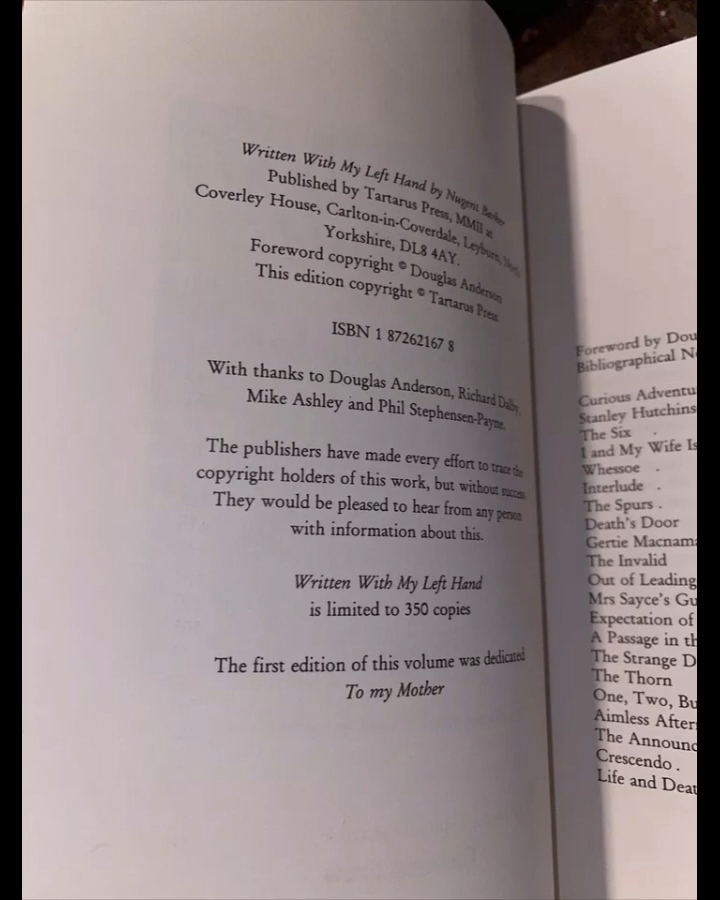 Written With My Left Hand by Nugent Barker
Published by Tartarus Press, MMII at
Coverley House, Carlton-in-Coverdale, Leyburn, North
Yorkshire, DL8 4AY.
Foreword copyright © Douglas Anderson
This edition copyright © Tartarus Press
ISBN 1 87262167 8
With thanks to Douglas Anderson, Richard Dalby,
Mike Ashley and Phil Stephensen-Payne.
The publishers have made every effort to trace the
copyright holders of this work, but without success
They would be pleased to hear from any person
with information about this.
Written With My Left Hand
is limited to 350 copies
The first edition of this volume was dedicated
To my Mother
Foreword by Dou
Bibliographical N
Curious Adventu
Stanley Hutchins
The Six .
I and My Wife Is
Whessoe .
Interlude .
The Spurs .
Death's Door
Gertie Macnam
The Invalid
Out of Leading
Mrs Sayce's Gu
Expectation of
A Passage in th
The Strange D
The Thorn
One, Two, Bu
Aimless After
The Announc
Crescendo .
Life and Deat